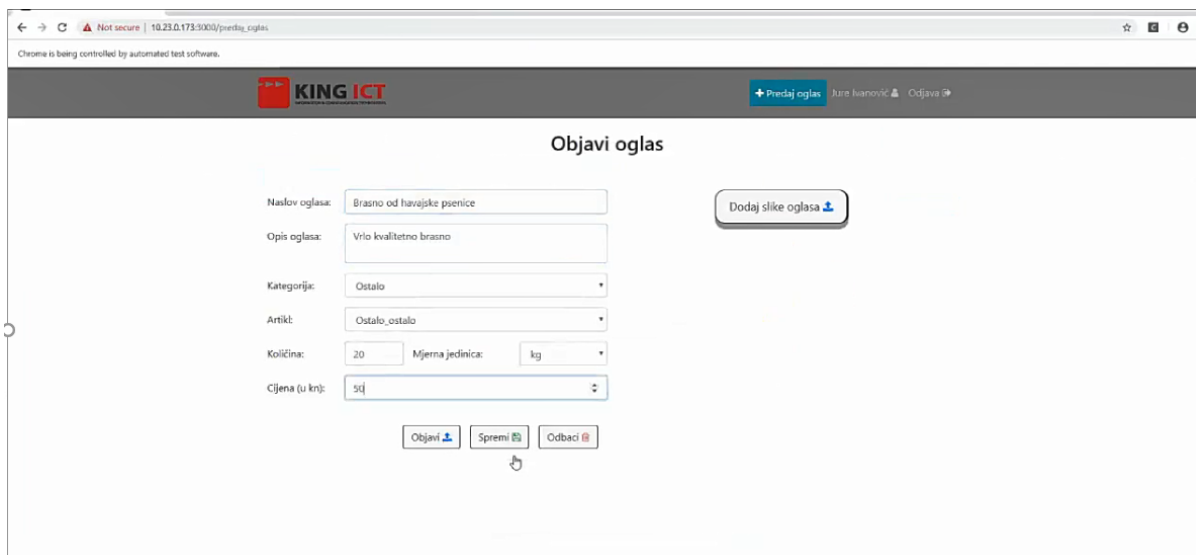 Not secure | 10.23.0.173:3000/predaj_oglas
Chrome is being controlled by automated test software.
KING ICT
Predaj oglas Jure Ivanović Odjava
Objavi oglas
Naslov oglasa: Brasno od havajske psenice
Dodaj slike oglasa
Opis oglasa: Vrlo kvalitetno brasno
Kategorija: Ostalo
Artikl: Ostalo_ostalo
Količina: 20 Mjerna jedinica: kg
Cijena (u kn): 50
Objavi Spremi Odbaci